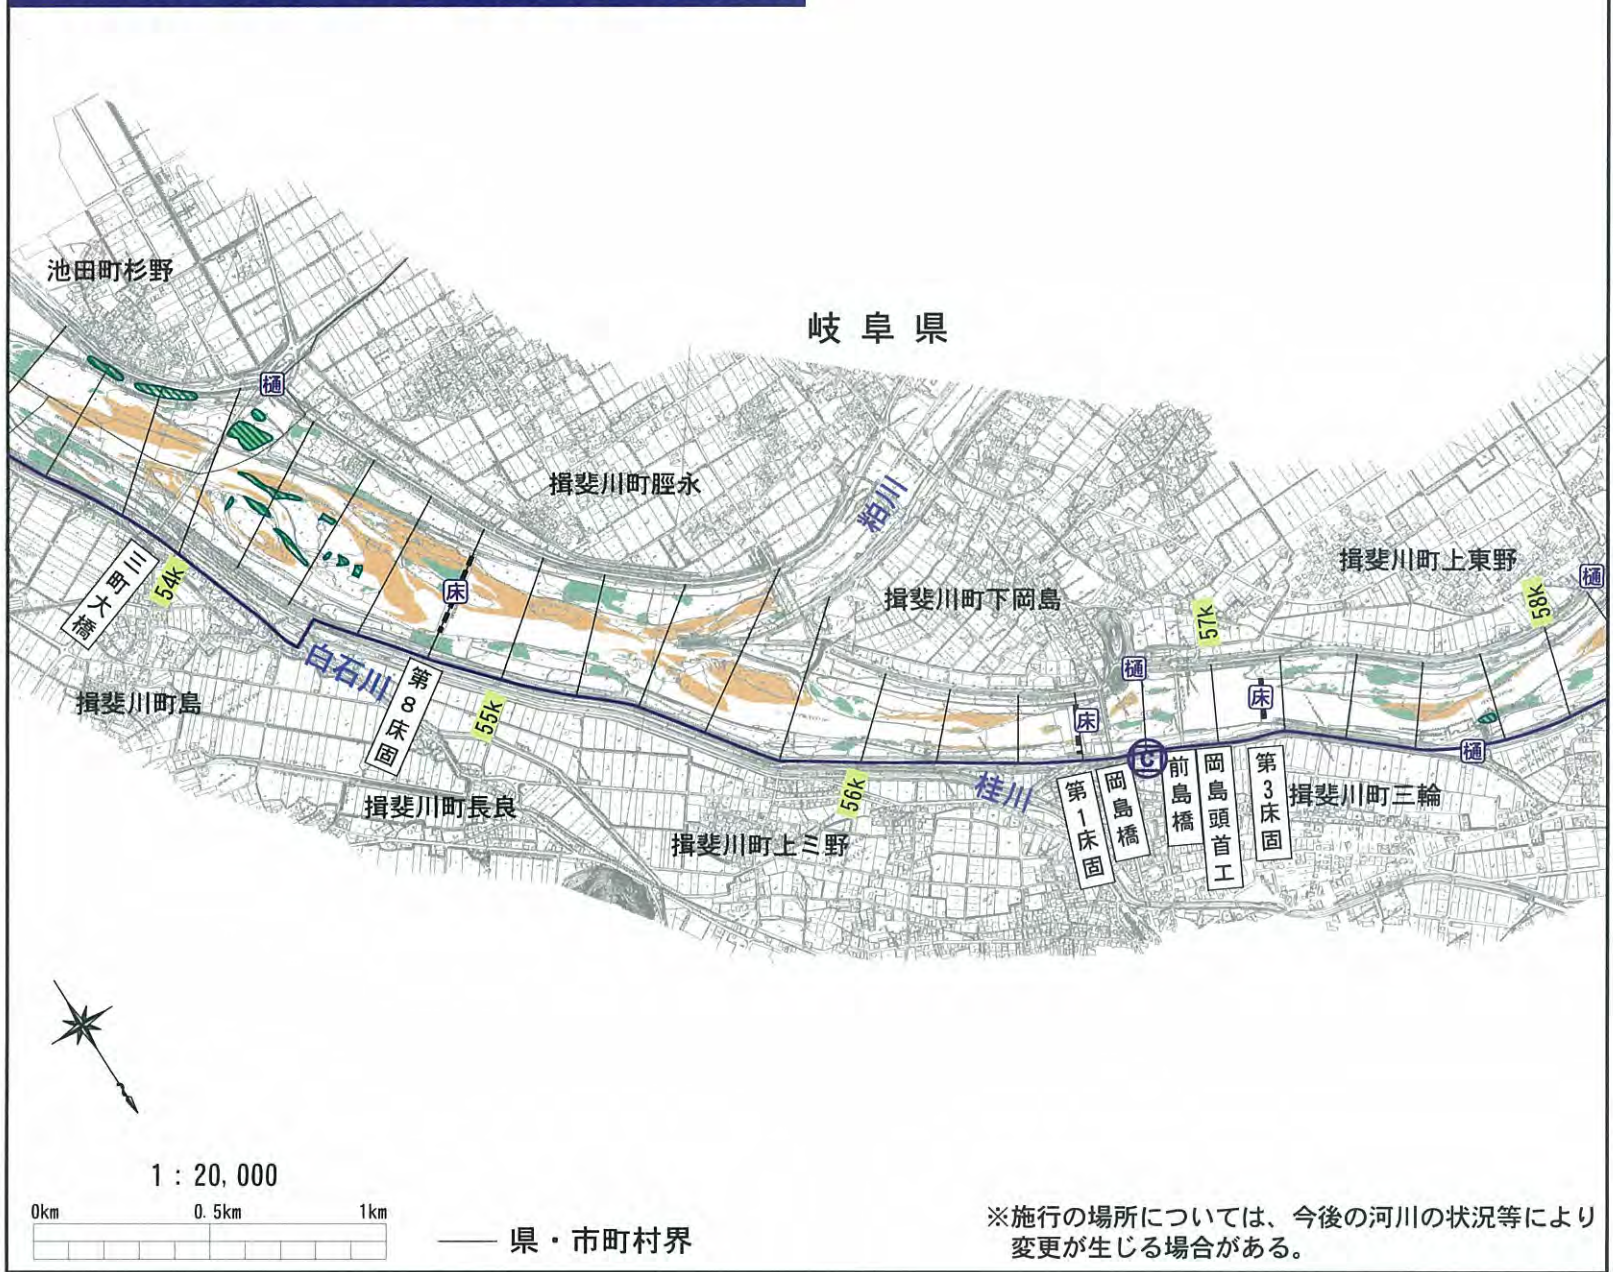 岐阜県
池田町杉野
樋
揖斐川町脛永
粕川
揖斐川町上東野
樋
58k
揖斐川町下岡島
57k
床
三町大橋
54k
樋
床
白石川
揖斐川町島
第8床固
55k
床
樋
C
揖斐川町長良
56k
桂川
第1床固
岡島橋
前島橋
岡島頭首工
第3床固
揖斐川町三輪
揖斐川町上ミ野
1 : 20,000
0km 0.5km 1km
県・市町村界
※施行の場所については、今後の河川の状況等により
変更が生じる場合がある。